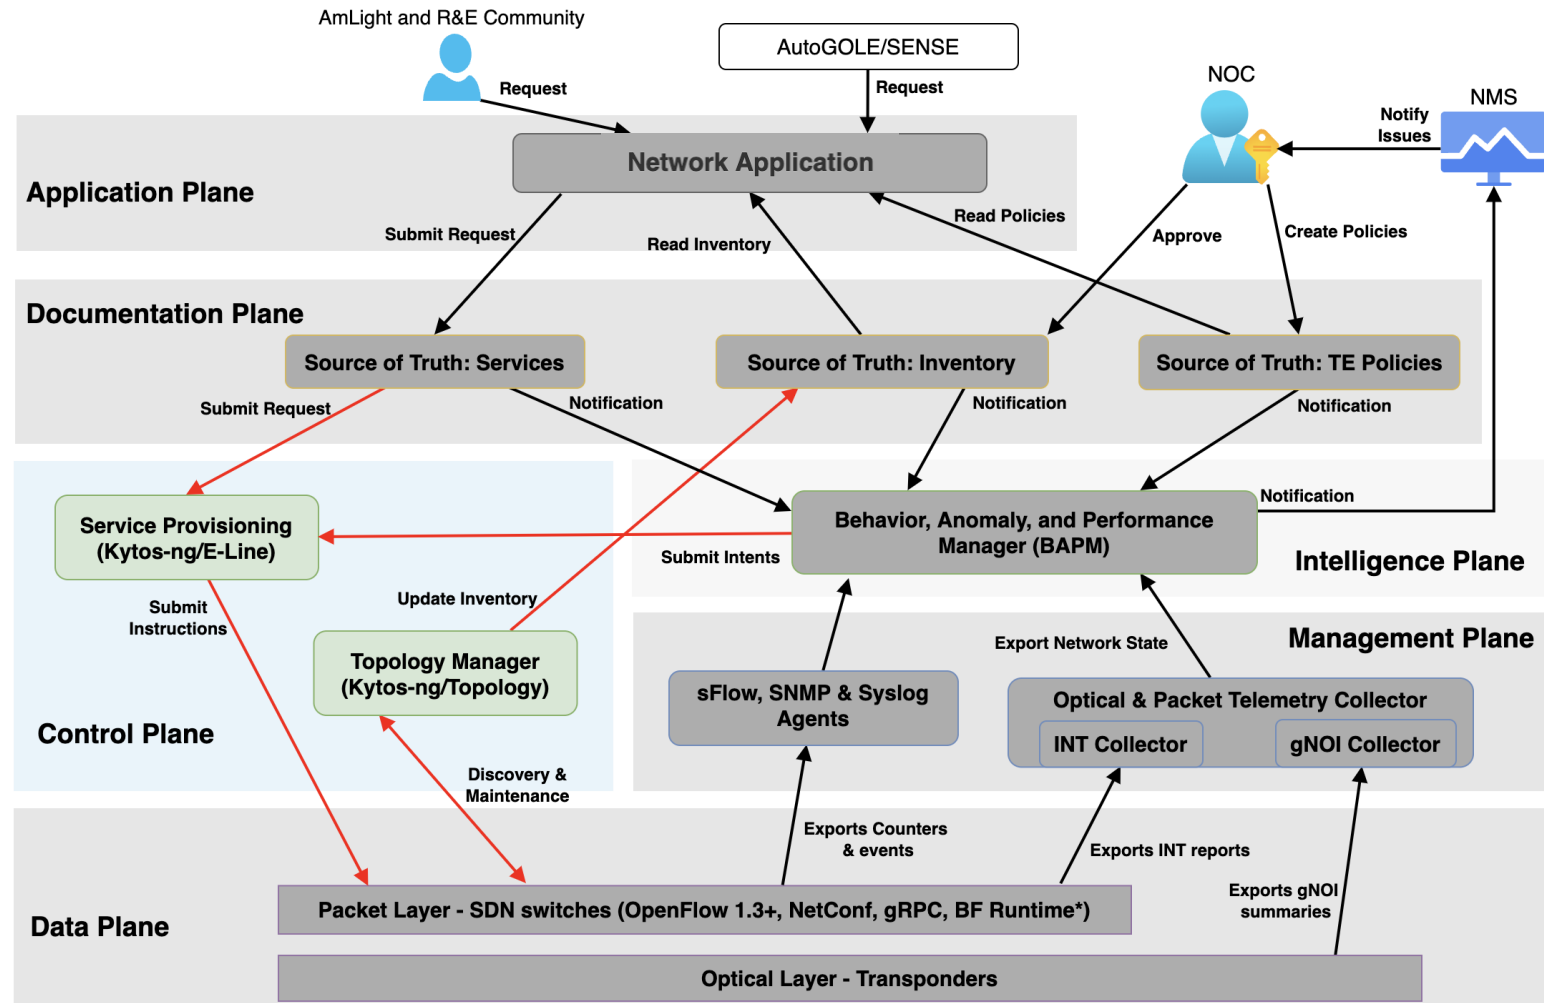 AmLight and R&E Community
AutoGOLE/SENSE
NOC
NMS
Request
Request
Notify
Issues
Network Application
Application Plane
Submit Request
Read Inventory
Read Policies
Approve
Create Policies
Documentation Plane
Source of Truth: Services
Source of Truth: Inventory
Source of Truth: TE Policies
Submit Request
Notification
Notification
Notification
Service Provisioning
(Kytos-ng/E-Line)
Behavior, Anomaly, and Performance
Manager (BAPM)
Notification
Submit Intents
Intelligence Plane
Submit
Instructions
Update Inventory
Topology Manager
(Kytos-ng/Topology)
Control Plane
Export Network State
Management Plane
sFlow, SNMP & Syslog
Agents
Optical & Packet Telemetry Collector
INT Collector
gNOI Collector
Discovery &
Maintenance
Exports Counters
& events
Exports INT reports
Exports gNOI
summaries
Data Plane
Packet Layer - SDN switches (OpenFlow 1.3+, NetConf, gRPC, BF Runtime*)
Optical Layer - Transponders